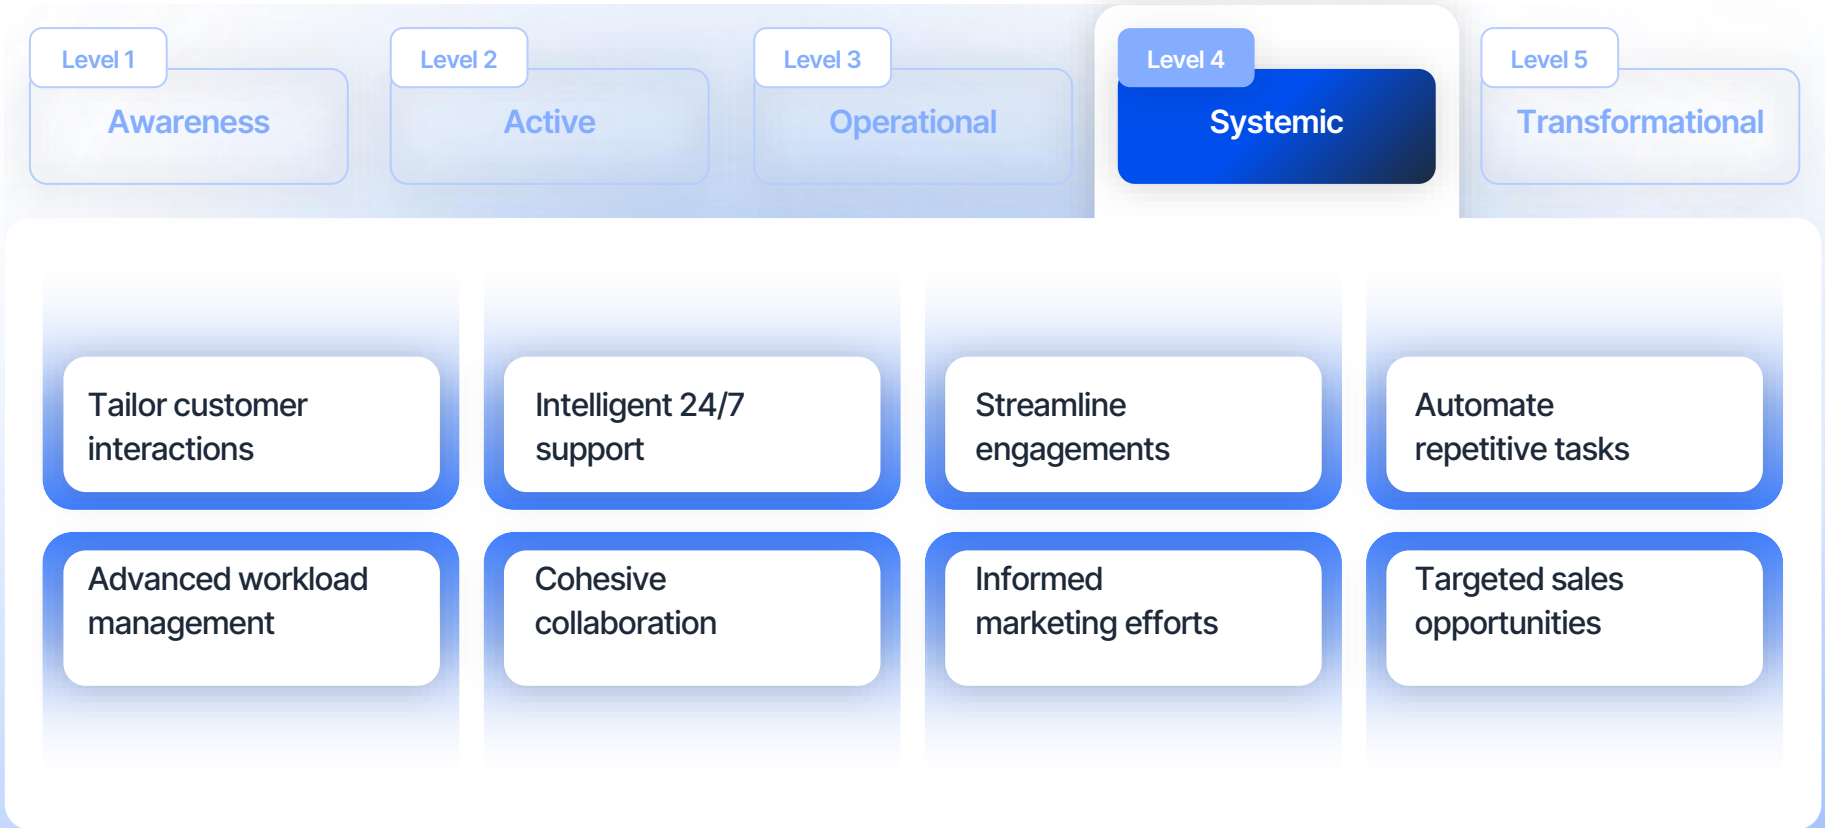 Level 1
Awareness
Level 2
Active
Level 3
Operational
Level 4
Systemic
Level 5
Transformational
Tailor customer
interactions
Intelligent 24/7
support
Streamline
engagements
Automate
repetitive tasks
Advanced workload
management
Cohesive
collaboration
Informed
marketing efforts
Targeted sales
opportunities